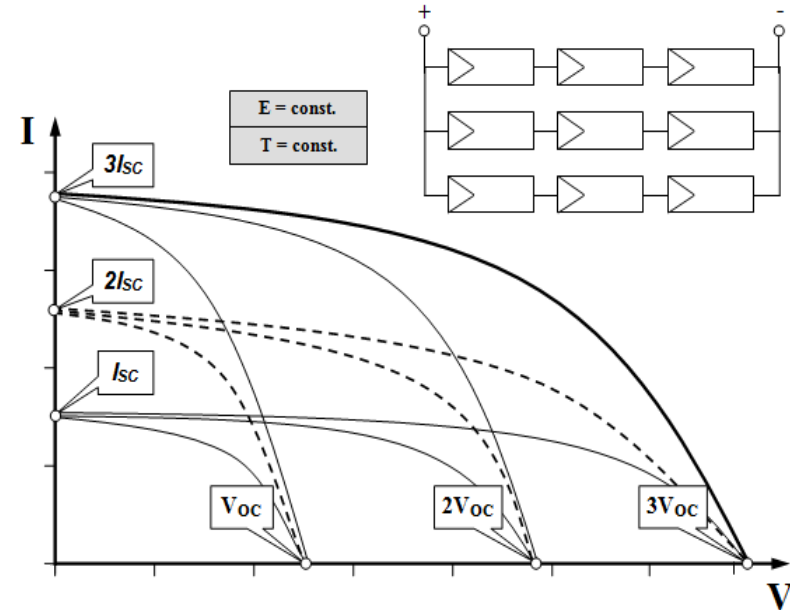 + -
E = const.
T = const.
I
3ISC
2ISC
ISC
VOC 2VOC 3VOC
V